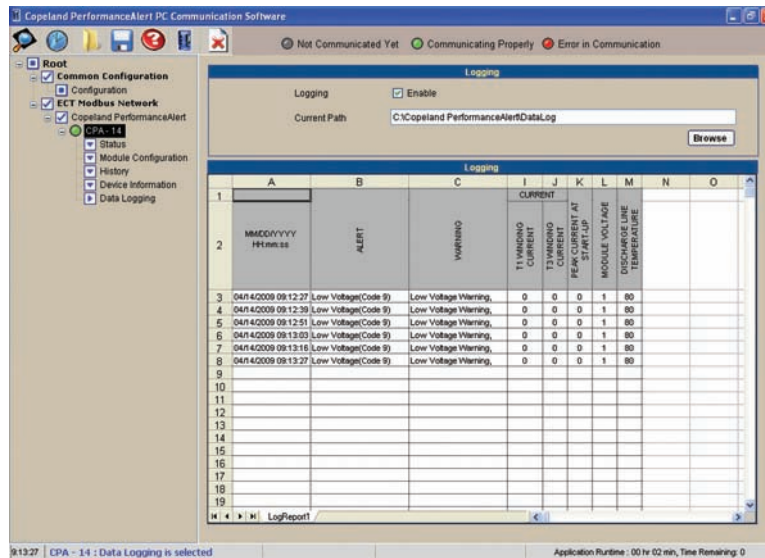 Copeland PerformanceAlert PC Communication Software
Not Communicated Yet Communicating Properly Error in Communication
Root
Common Configuration
Configuration
ECT Modbus Network
Copeland PerformanceAlert
CPA - 14
Status
Module Configuration
History
Device Information
Data Logging
Logging
Logging Enable
Current Path C:\Copeland PerformanceAlert\DataLog
Browse
Logging
A B C I J K L M N O
1 CURRENT
2 MM/DD/YYYY HH:mm:ss ALERT WARNING T1 WINDING CURRENT T3 WINDING CURRENT PEAK CURRENT AT START-UP MODULE VOLTAGE DISCHARGE LINE TEMPERATURE
3 04/14/2009 09:12:27 Low Voltage(Code 9) Low Voltage Warning, 0 0 0 1 80
4 04/14/2009 09:12:39 Low Voltage(Code 9) Low Voltage Warning, 0 0 0 1 80
5 04/14/2009 09:12:51 Low Voltage(Code 9) Low Voltage Warning, 0 0 0 1 80
6 04/14/2009 09:13:03 Low Voltage(Code 9) Low Voltage Warning, 0 0 0 1 80
7 04/14/2009 09:13:16 Low Voltage(Code 9) Low Voltage Warning, 0 0 0 1 80
8 04/14/2009 09:13:27 Low Voltage(Code 9) Low Voltage Warning, 0 0 0 1 80
9
10
11
12
13
14
15
16
17
18
19
LogReport1
9:13:27 CPA - 14 : Data Logging is selected Application Runtime : 00 hr 02 min, Time Remaining: 0